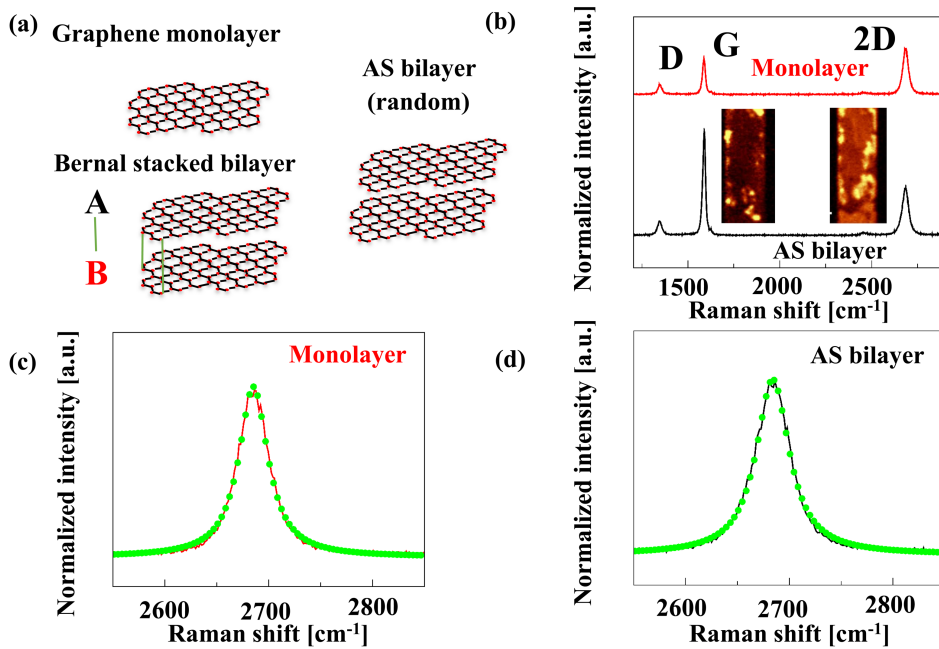 (a)
Graphene monolayer
AS bilayer
(random)
Bernal stacked bilayer
A
B
(b)
Normalized intensity [a.u.]
D
G
2D
Monolayer
AS bilayer
1500
2000
2500
Raman shift [cm⁻¹]
(c)
Normalized intensity [a.u.]
Monolayer
2600
2700
2800
Raman shift [cm⁻¹]
(d)
Normalized intensity [a.u.]
AS bilayer
2600
2700
2800
Raman shift [cm⁻¹]